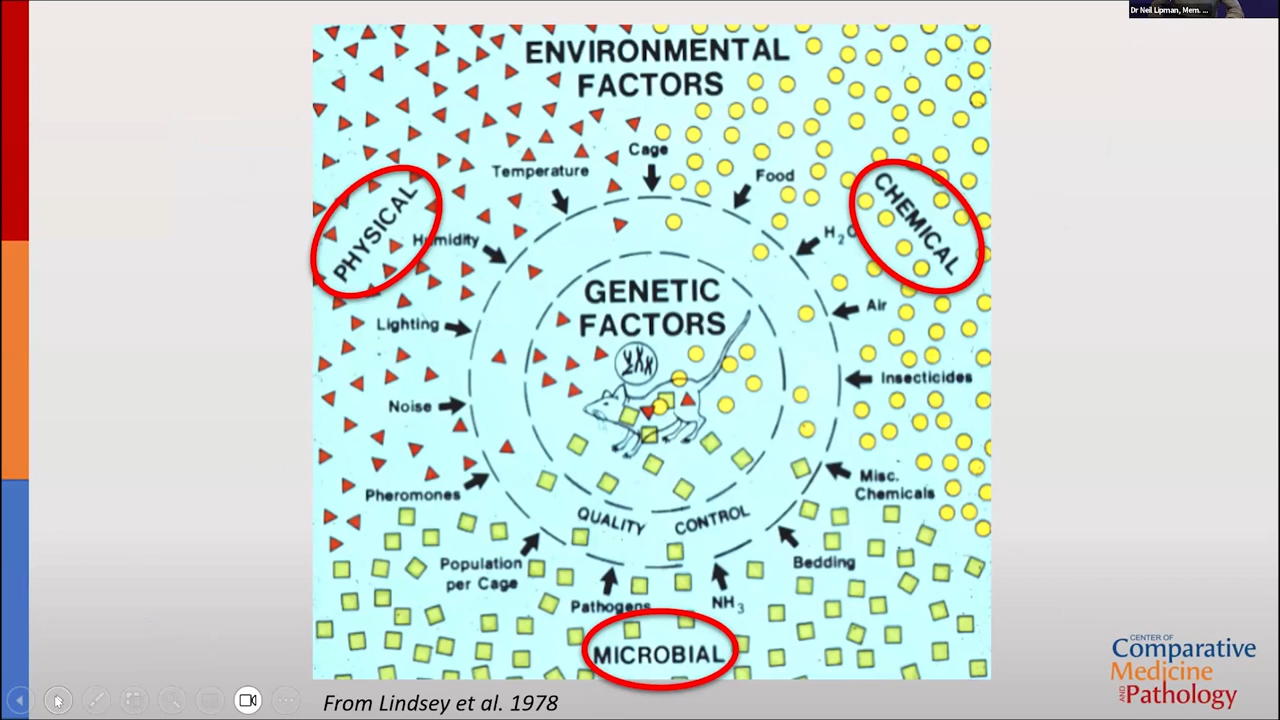 Dr Neil Lipman, Mem. ...
ENVIRONMENTAL
FACTORS
Cage
Temperature
Food
PHYSICAL
CHEMICAL
Humidity
H₂O
GENETIC
FACTORS
Lighting
Air
Insecticides
Noise
Pheromones
Misc.
Chemicals
QUALITY CONTROL
Population
per Cage
Bedding
Pathogens
NH₃
MICROBIAL
CENTER OF
Comparative
Medicine
AND Pathology
From Lindsey et al. 1978